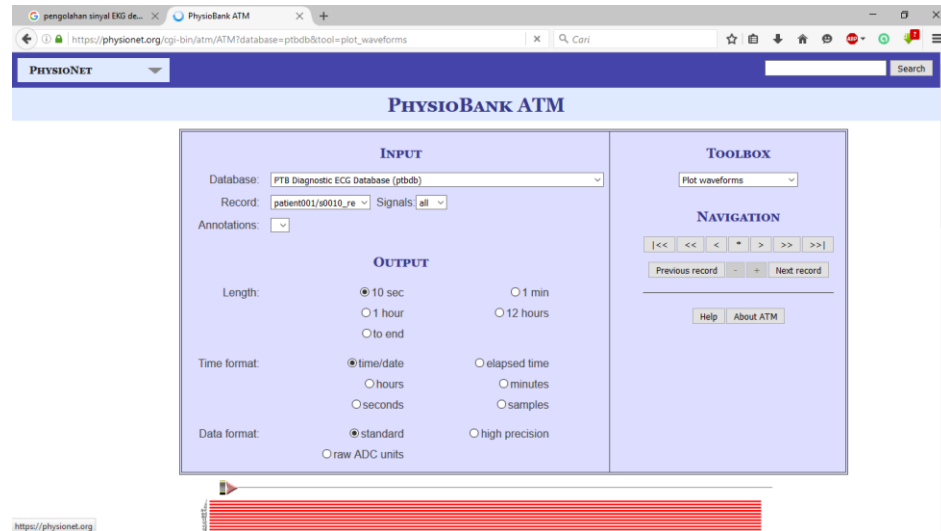 pengolahan sinyal EKG de...
PhysioBank ATM
https://physionet.org/cgi-bin/atm/ATM?database=ptbdb&tool=plot_waveforms
Cari
ABP
7
PHYSIONET
Search
PHYSIOBANK ATM
INPUT
Database: PTB Diagnostic ECG Database (ptbdb)
Record: patient001/s0010_re Signals: all
Annotations:
OUTPUT
Length: 10 sec 1 min
1 hour 12 hours
to end
Time format: time/date elapsed time
hours minutes
seconds samples
Data format: standard high precision
raw ADC units
TOOLBOX
Plot waveforms
NAVIGATION
|<< << < * > >> >>|
Previous record - + Next record
Help About ATM
https://physionet.org